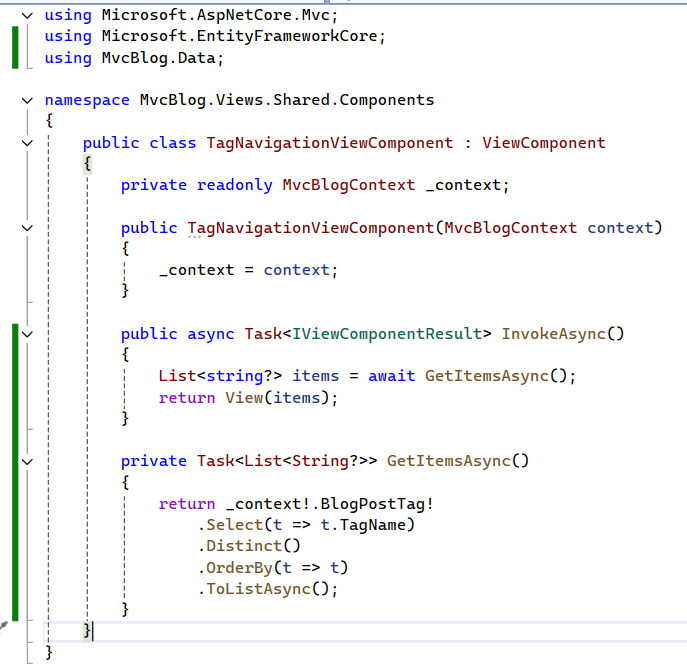 using Microsoft.AspNetCore.Mvc;
using Microsoft.EntityFrameworkCore;
using MvcBlog.Data;

namespace MvcBlog.Views.Shared.Components
{
    public class TagNavigationViewComponent : ViewComponent
    {
        private readonly MvcBlogContext _context;

        public TagNavigationViewComponent(MvcBlogContext context)
        {
            _context = context;
        }

        public async Task<IViewComponentResult> InvokeAsync()
        {
            List<string?> items = await GetItemsAsync();
            return View(items);
        }

        private Task<List<String?>> GetItemsAsync()
        {
            return _context!.BlogPostTag!
                .Select(t => t.TagName)
                .Distinct()
                .OrderBy(t => t)
                .ToListAsync();
        }
    }
}